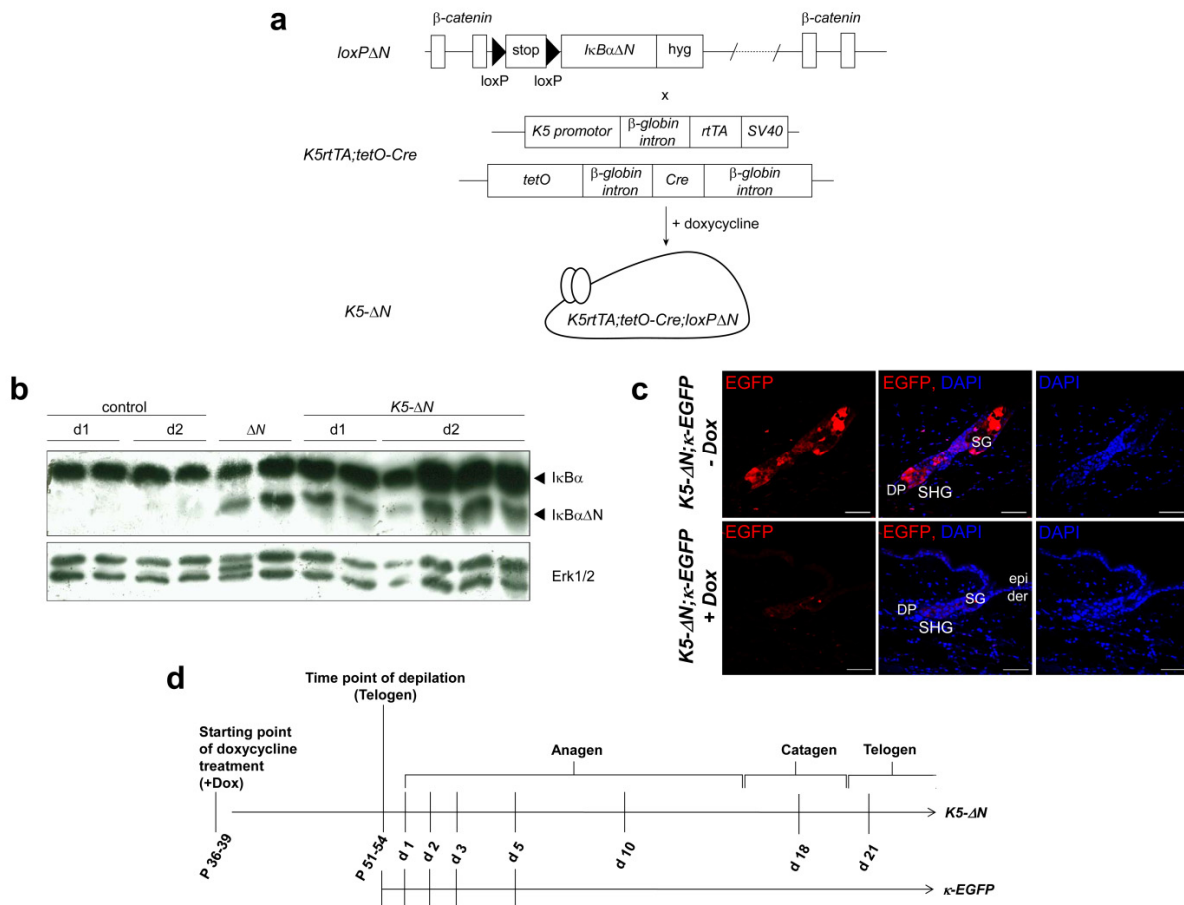 a
β-catenin
β-catenin
loxPΔN
stop
IκBαΔN
hyg
loxP
loxP
x
K5rtTA;tetO-Cre
K5 promotor
β-globin
intron
rtTA
SV40
tetO
β-globin
intron
Cre
β-globin
intron
+ doxycycline
K5-ΔN
K5rtTA;tetO-Cre;loxPΔN
b
control
K5-ΔN
d1
d2
ΔN
d1
d2
IκBα
IκBαΔN
Erk1/2
c
K5-ΔN;κ-EGFP
- Dox
EGFP
EGFP, DAPI
DAPI
SG
DP
SHG
K5-ΔN;κ-EGFP
+ Dox
EGFP
EGFP, DAPI
DAPI
SG
epi
der
DP
SHG
d
Time point of depilation
(Telogen)
Starting point
of doxycycline
treatment
(+Dox)
Anagen
Catagen
Telogen
K5-ΔN
P 36-39
P 51-54
d 1
d 2
d 3
d 5
d 10
d 18
d 21
κ-EGFP